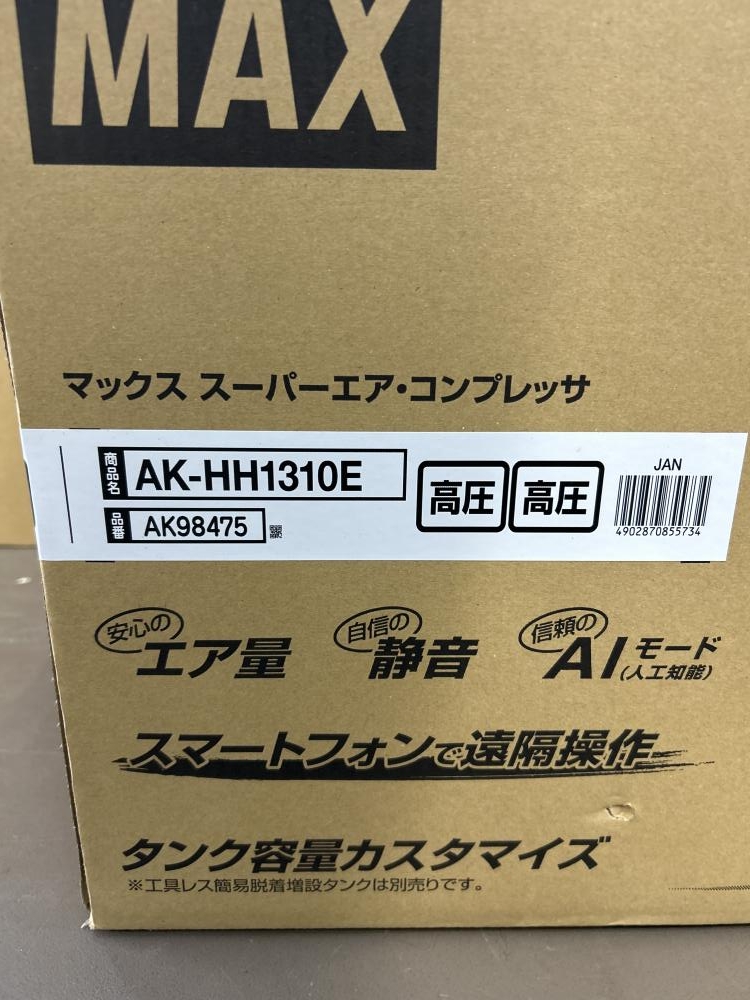 MAX
マックス スーパーエア・コンプレッサ
商品名 AK-HH1310E
品番 AK98475
高圧 高圧
JAN
4902870855734
安心の エア量
自信の 静音
信頼の AIモード
(人工知能)
スマートフォンで遠隔操作
タンク容量カスタマイズ
※工具レス簡易脱着増設タンクは別売りです。